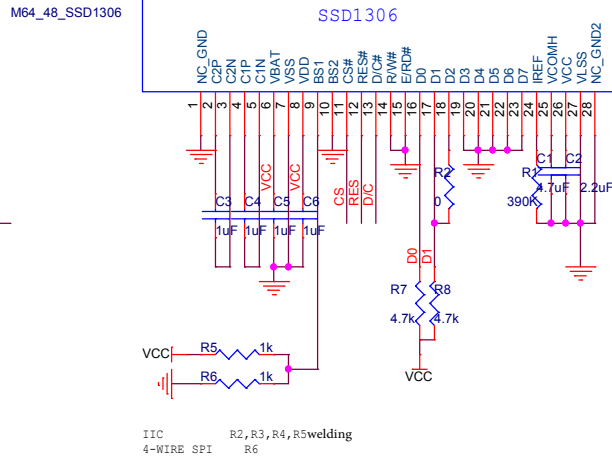 M64_48_SSD1306
SSD1306
NC_GND
C2P
C2N
C1P
C1N
VBAT
VSS
VDD
BS1
BS2
CS#
RES#
D/C#
R/W#
E/RD#
D0
D1
D2
D3
D4
D5
D6
D7
IREF
VCOMH
VCC
VLSS
NC_GND2
1
2
3
4
5
6
7
8
9
10
11
12
13
14
15
16
17
18
19
20
21
22
23
24
25
26
27
28
VCC
VCC
CS
RES
D/C
R2
0
R1
390K
C1
4.7uF
C2
2.2uF
C3
1uF
C4
1uF
C5
1uF
C6
1uF
D0
D1
R7
4.7k
R8
4.7k
VCC
VCC
R5
1k
R6
1k
IIC R2,R3,R4,R5welding
4-WIRE SPI R6